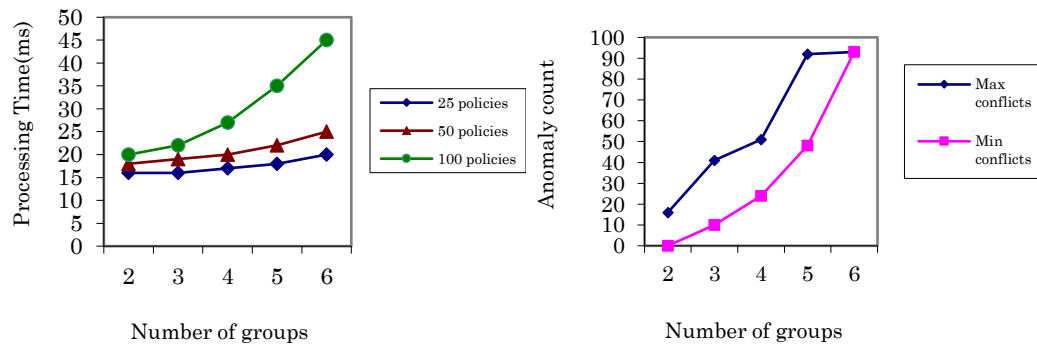 Processing Time(ms)
50
45
40
35
30
25
20
15
10
5
0
2 3 4 5 6
Number of groups
25 policies
50 policies
100 policies
Anomaly count
100
90
80
70
60
50
40
30
20
10
0
2 3 4 5 6
Number of groups
Max
conflicts
Min
conflicts